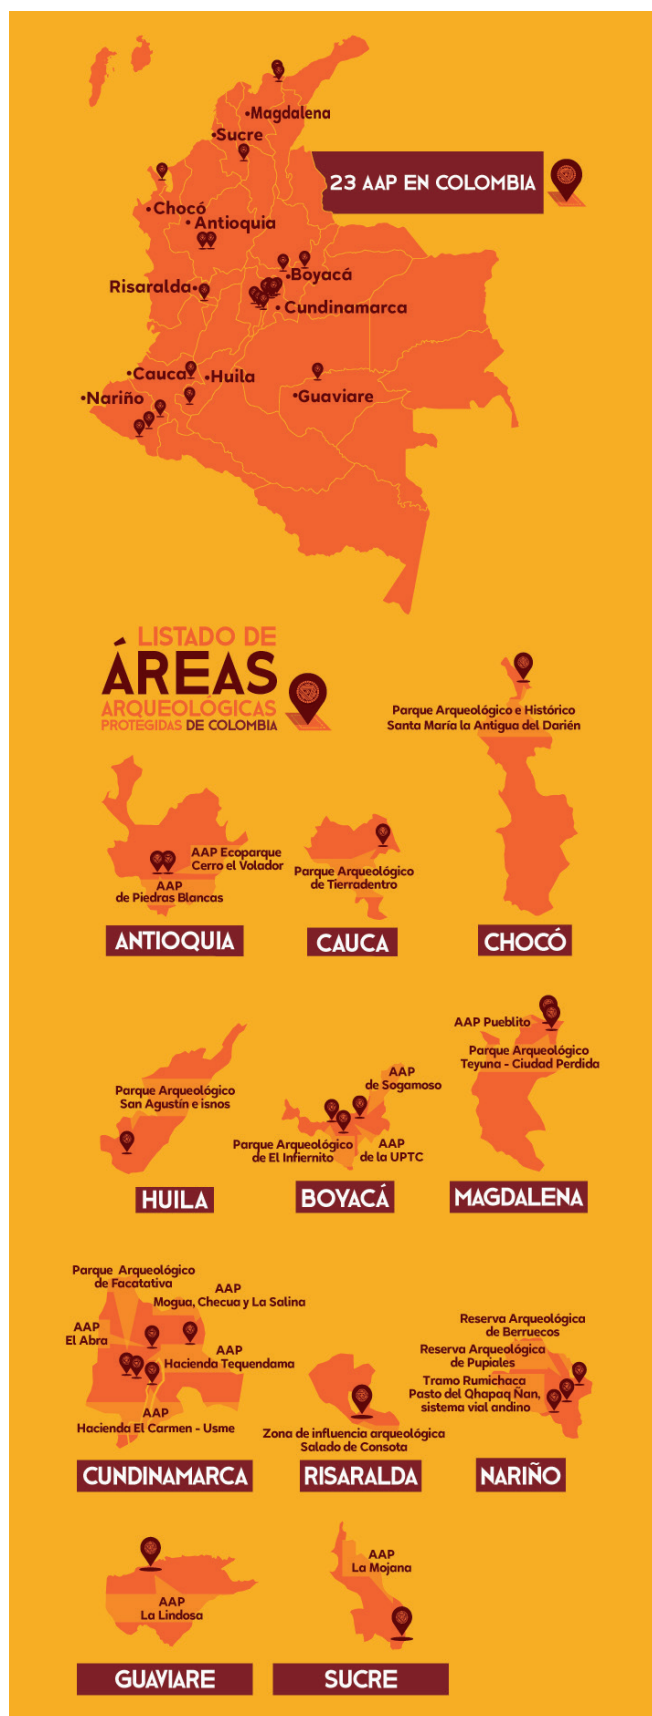 •Magdalena
•Sucre
23 AAP EN COLOMBIA
•Chocó
•Antioquia
•Boyacá
Risaralda•
•Cundinamarca
•Cauca
•Huila
•Guaviare
•Nariño
LISTADO DE
ÁREAS
ARQUEOLÓGICAS
PROTEGIDAS DE COLOMBIA
Parque Arqueológico e Histórico
Santa María la Antigua del Darién
AAP Ecoparque
Cerro el Volador
AAP
de Piedras Blancas
ANTIOQUIA
Parque Arqueológico
de Tierradentro
CAUCA
CHOCÓ
Parque Arqueológico
San Agustín e isnos
HUILA
AAP
de Sogamoso
Parque Arqueológico
de El Infiernito
AAP
de la UPTC
BOYACÁ
AAP Pueblito
Parque Arqueológico
Teyuna - Ciudad Perdida
MAGDALENA
Parque Arqueológico
de Facatativa
AAP
Mogua, Checua y La Salina
AAP
El Abra
AAP
Hacienda Tequendama
AAP
Hacienda El Carmen - Usme
CUNDINAMARCA
Zona de influencia arqueológica
Salado de Consota
RISARALDA
Reserva Arqueológica
de Berruecos
Reserva Arqueológica
de Pupiales
Tramo Rumichaca
Pasto del Qhapaq Ñan,
sistema vial andino
NARIÑO
AAP
La Lindosa
GUAVIARE
AAP
La Mojana
SUCRE